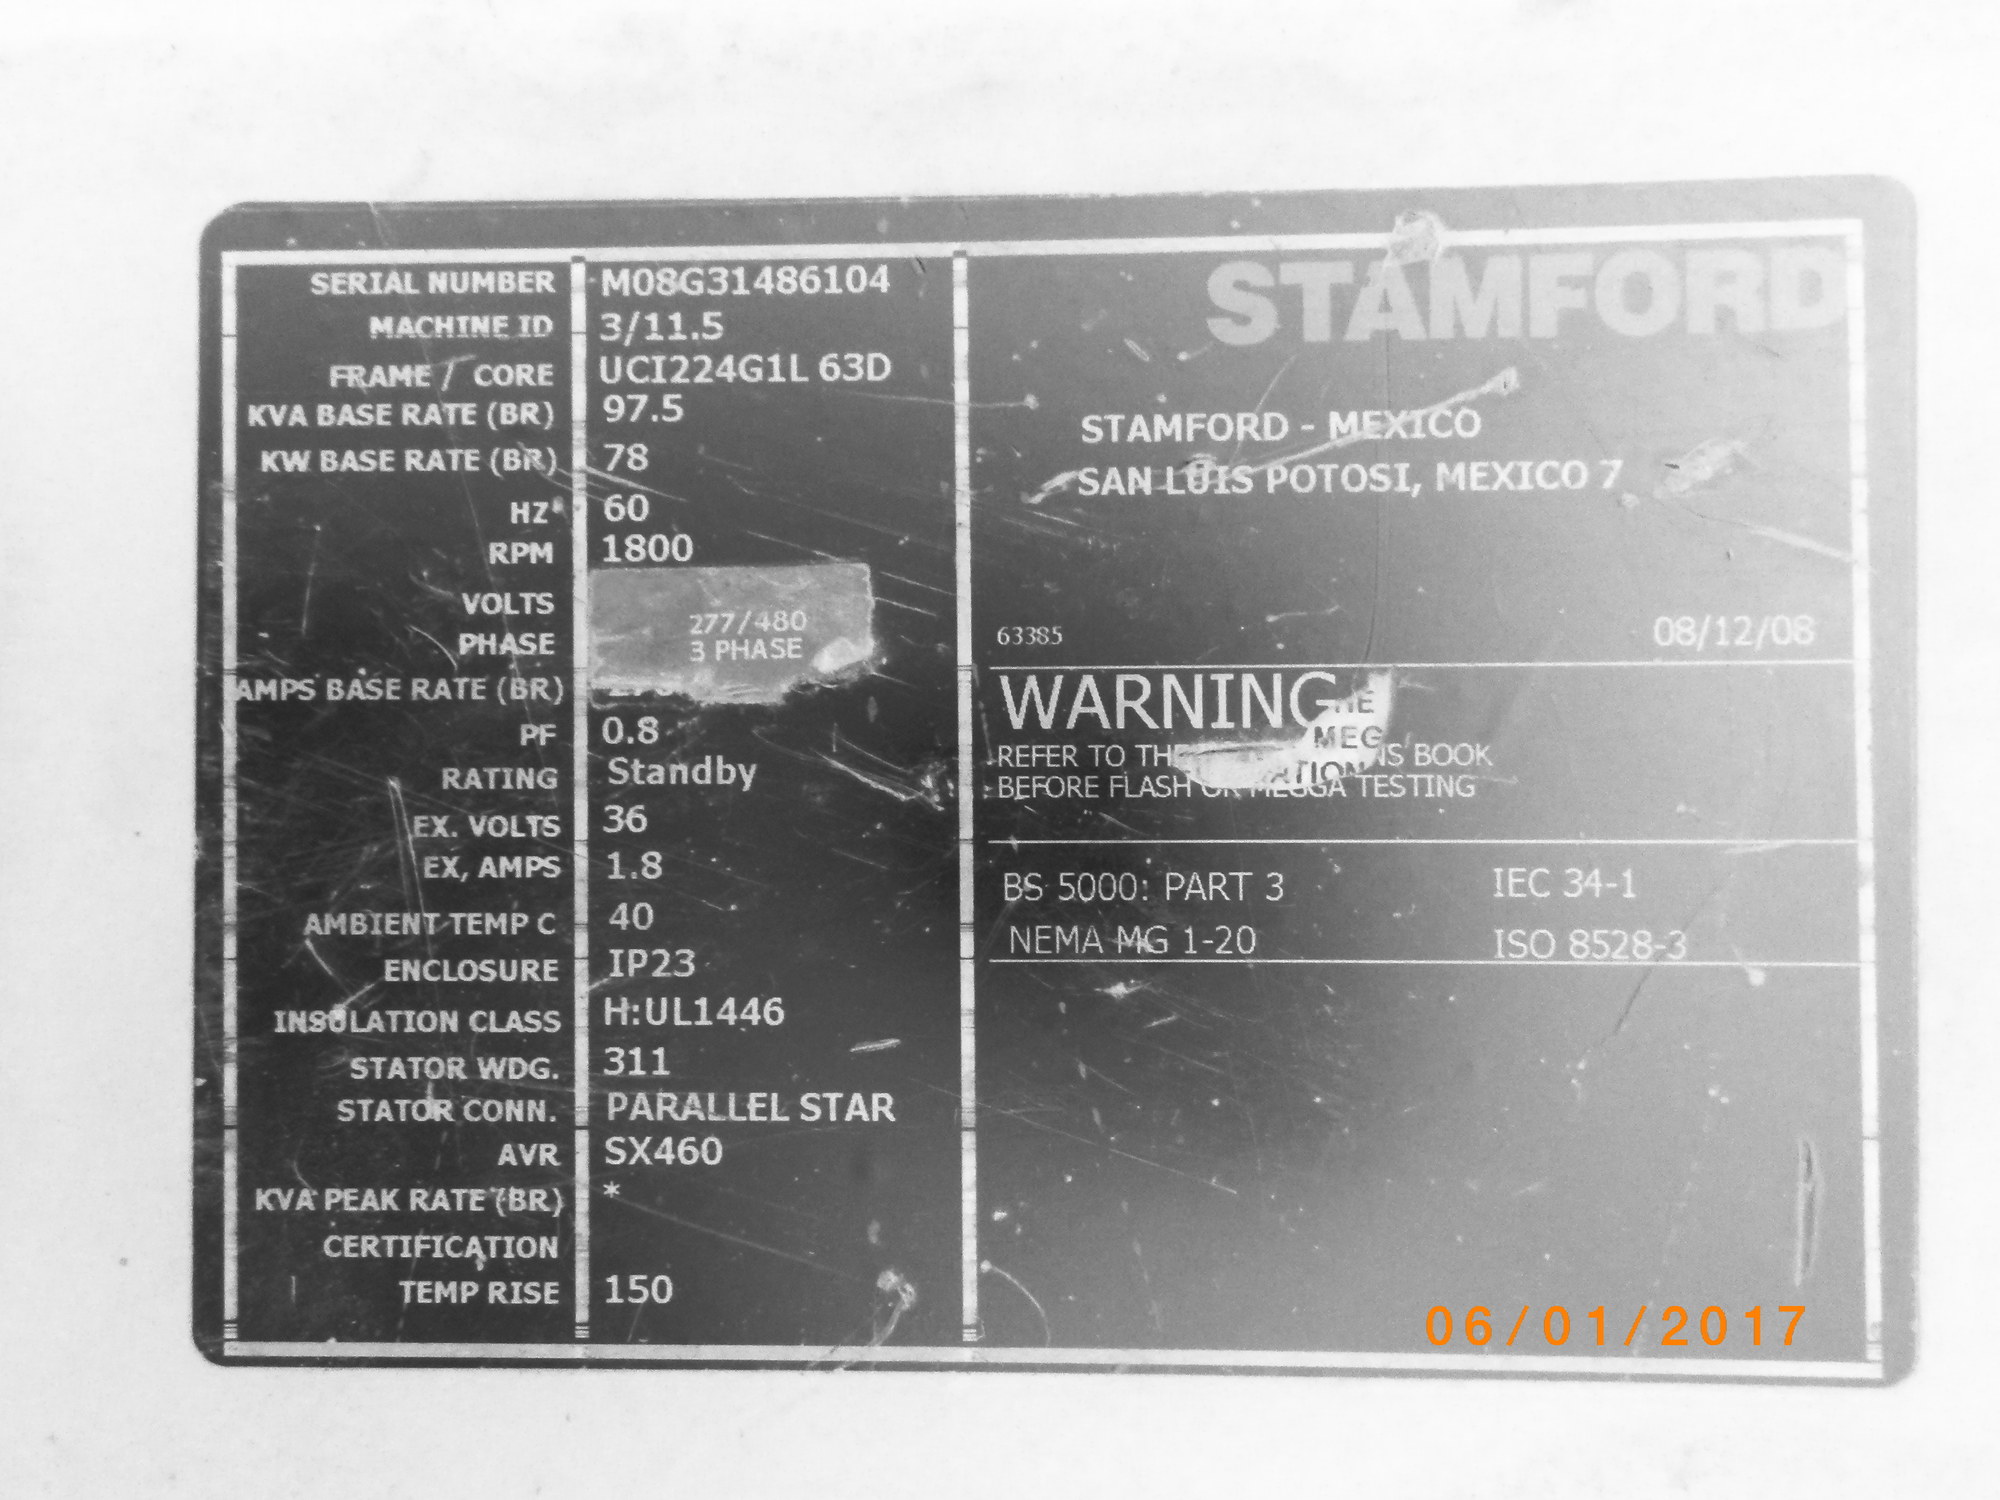 SERIAL NUMBER M08G31486104
MACHINE ID 3/11.5
FRAME / CORE UCI224G1L 63D
KVA BASE RATE (BR) 97.5
KW BASE RATE (BR) 78
HZ 60
RPM 1800
VOLTS 277/480
PHASE 3 PHASE
AMPS BASE RATE (BR)
PF 0.8
RATING Standby
EX. VOLTS 36
EX, AMPS 1.8
AMBIENT TEMP C 40
ENCLOSURE IP23
INSULATION CLASS H:UL1446
STATOR WDG. 311
STATOR CONN. PARALLEL STAR
AVR SX460
KVA PEAK RATE (BR) *
CERTIFICATION
TEMP RISE 150
STAMFORD
STAMFORD - MEXICO
SAN LUIS POTOSI, MEXICO 7
63385 08/12/08
WARNING
REFER TO BOOK
BEFORE FLASH OR MEGGA TESTING
BS 5000: PART 3 IEC 34-1
NEMA MG 1-20 ISO 8528-3
06/01/2017